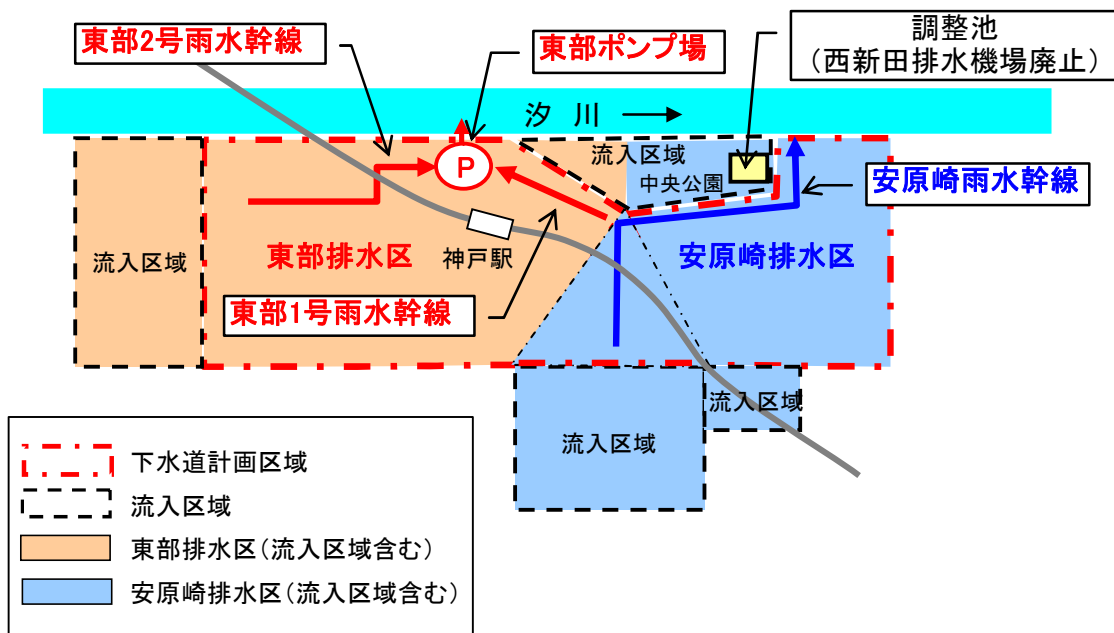 東部2号雨水幹線
東部ポンプ場
調整池
(西新田排水機場廃止)
汐 川
P
流入区域
中央公園
安原崎雨水幹線
流入区域
東部排水区
神戸駅
安原崎排水区
東部1号雨水幹線
流入区域
流入区域
下水道計画区域
流入区域
東部排水区(流入区域含む)
安原崎排水区(流入区域含む)